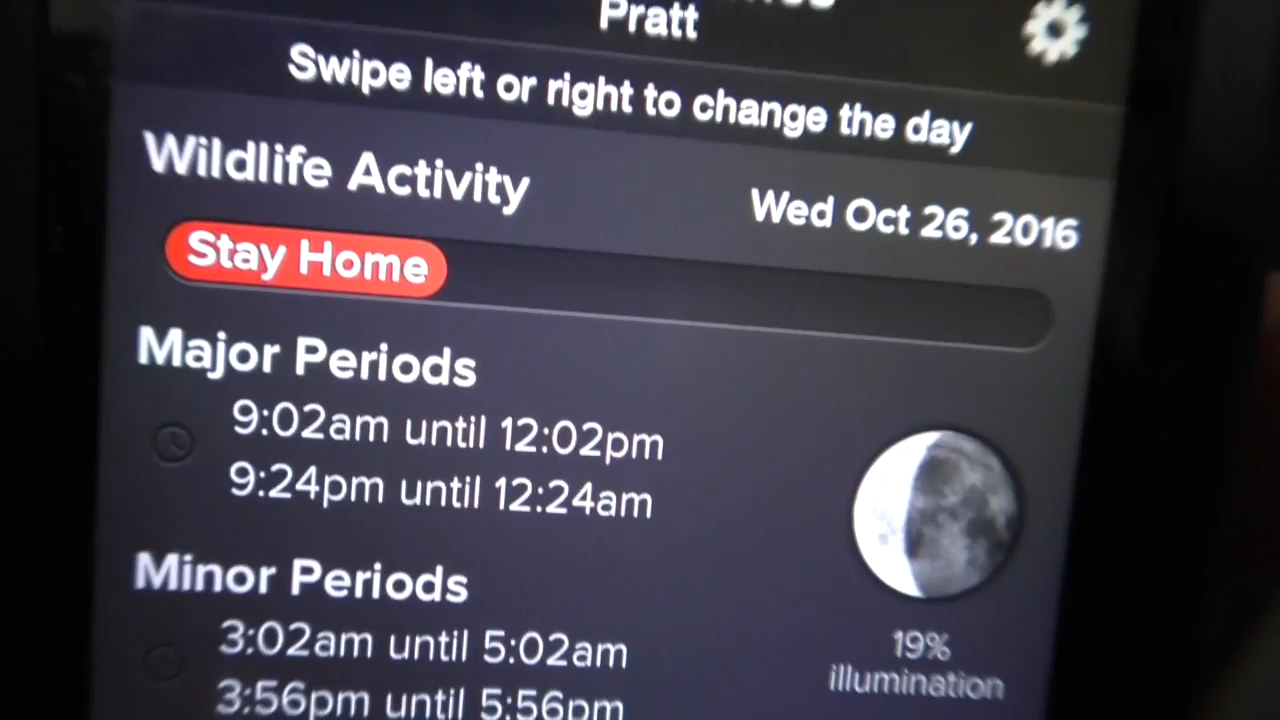 Pratt
Swipe left or right to change the day
Wildlife Activity
Wed Oct 26, 2016
Stay Home
Major Periods
9:02am until 12:02pm
9:24pm until 12:24am
Minor Periods
3:02am until 5:02am
3:56pm until 5:56pm
19%
illumination